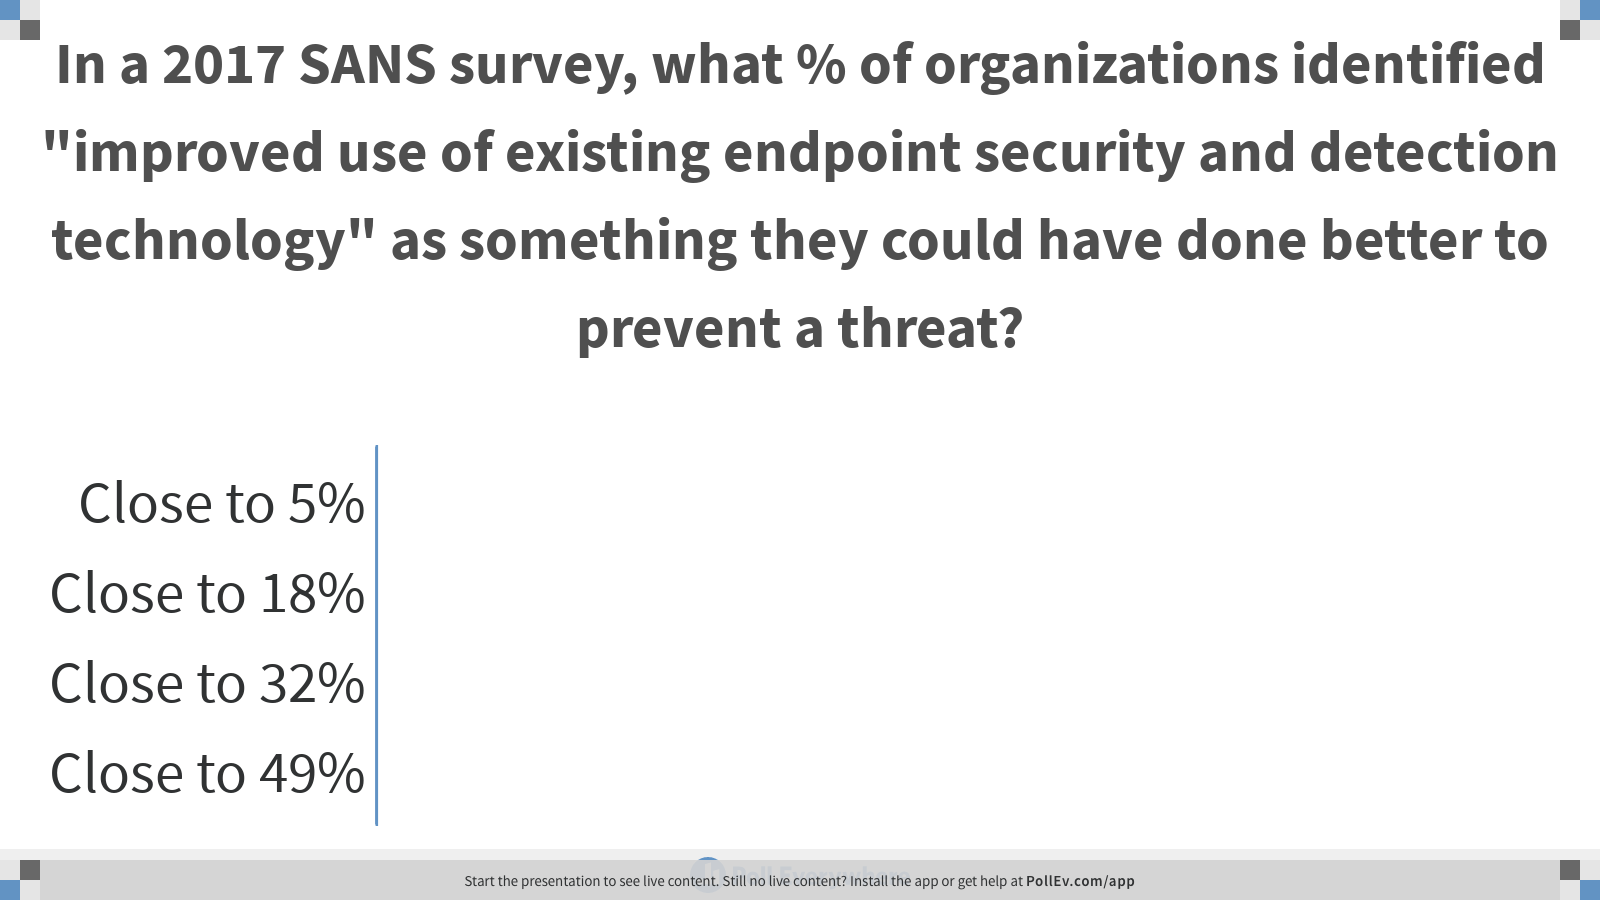 In a 2017 SANS survey, what % of organizations identified
"improved use of existing endpoint security and detection
technology" as something they could have done better to
prevent a threat?
Close to 5%
Close to 18%
Close to 32%
Close to 49%
Start the presentation to see live content. Still no live content? Install the app or get help at PollEv.com/app